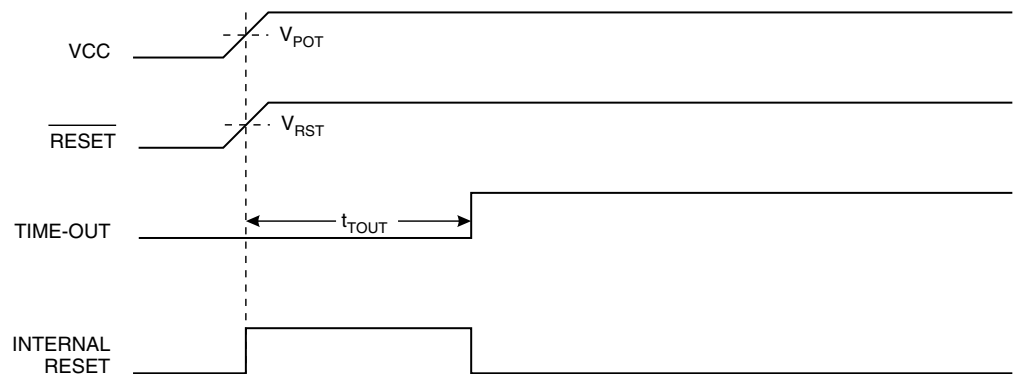 VCC
VPOT
RESET
VRST
TIME-OUT
tTOUT
INTERNAL
RESET